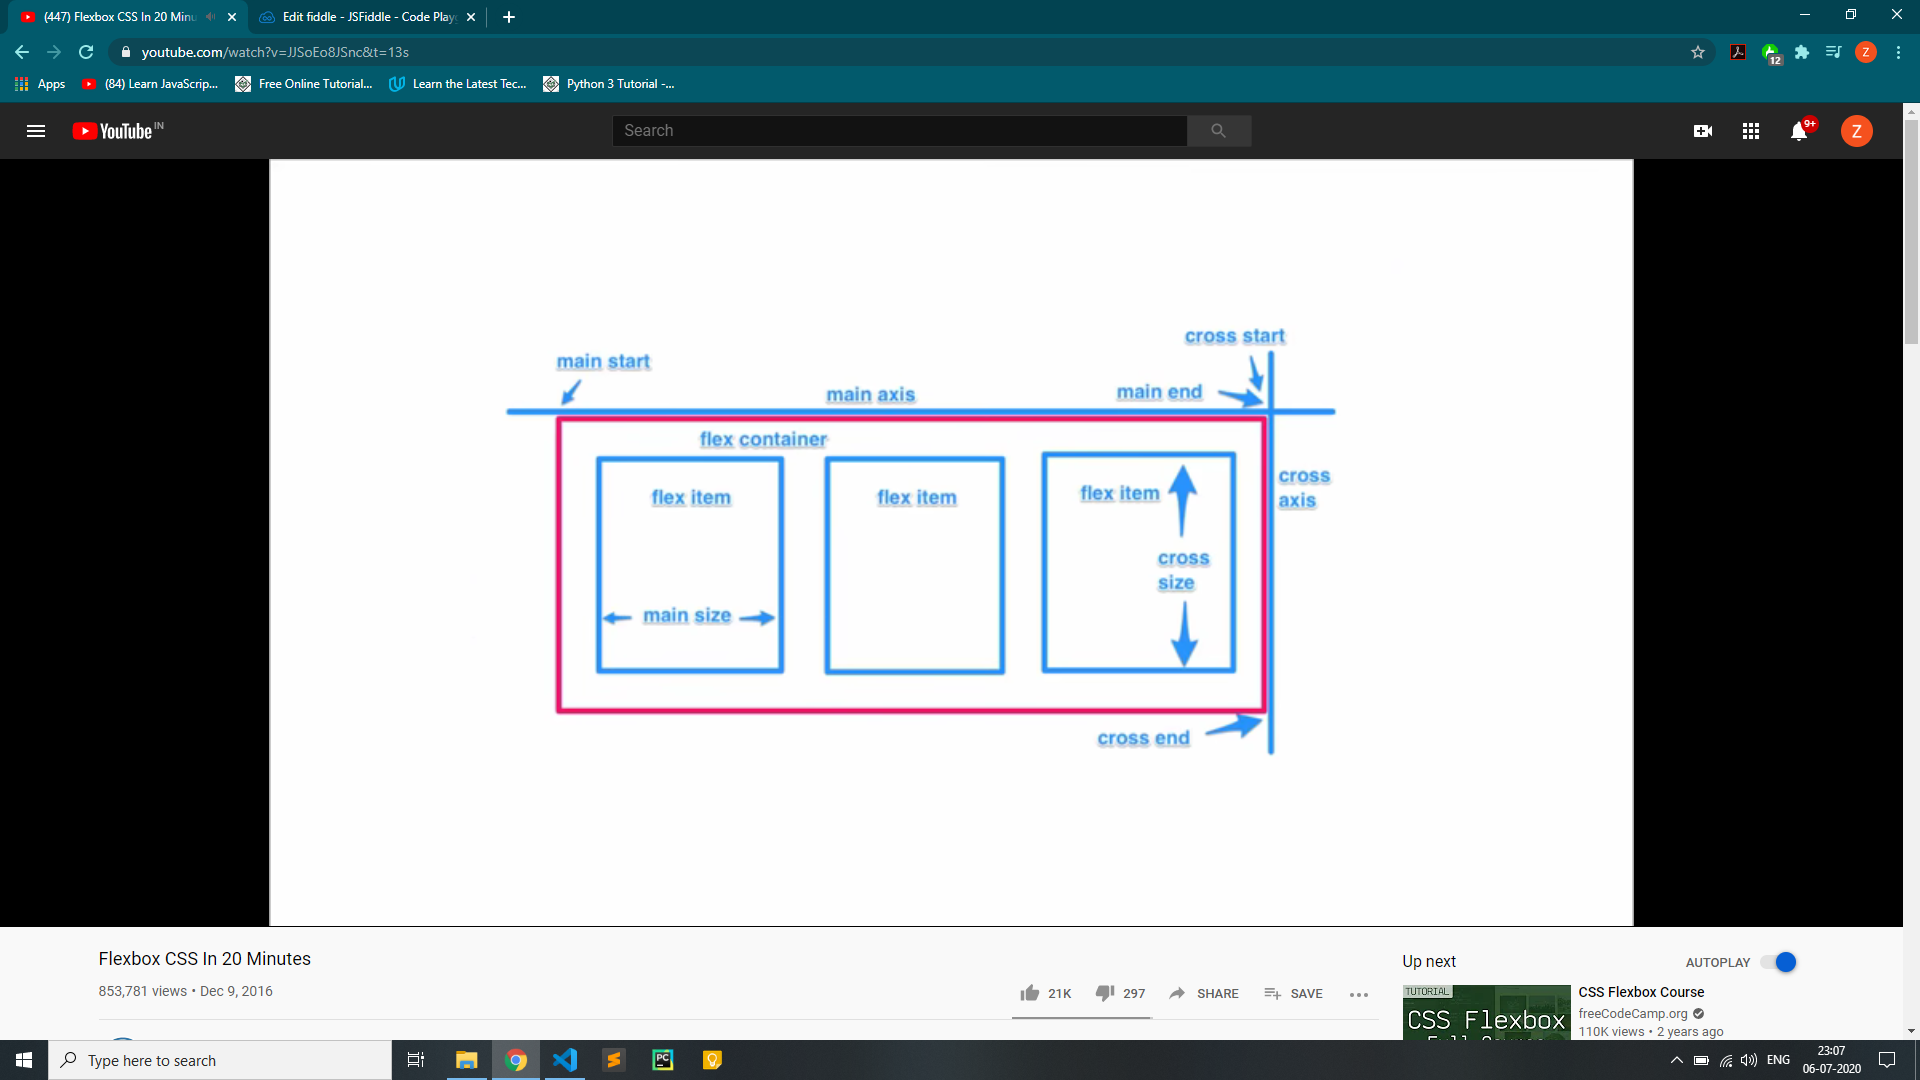 (447) Flexbox CSS In 20 Minu
Edit fiddle - JSFiddle - Code Play
youtube.com/watch?v=JJSoEo8JSnc&t=13s
12
Z
Apps
(84) Learn JavaScrip...
Free Online Tutorial...
Learn the Latest Tec...
Python 3 Tutorial -...
YouTube IN
Search
9+
Z
cross start
main start
main axis
main end
flex container
cross
axis
flex item
flex item
flex item
cross
size
main size
cross end
Flexbox CSS In 20 Minutes
853,781 views • Dec 9, 2016
21K
297
SHARE
SAVE
Up next
AUTOPLAY
TUTORIAL
CSS Flexbox
CSS Flexbox Course
freeCodeCamp.org
110K views • 2 years ago
Type here to search
PC
ENG
23:07
06-07-2020